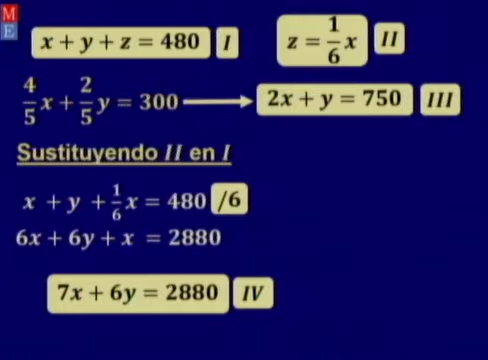 M
E
x + y + z = 480 I
z = 1/6 x II
4/5 x + 2/5 y = 300
2x + y = 750 III
Sustituyendo II en I
x + y + 1/6 x = 480 /6
6x + 6y + x = 2880
7x + 6y = 2880 IV